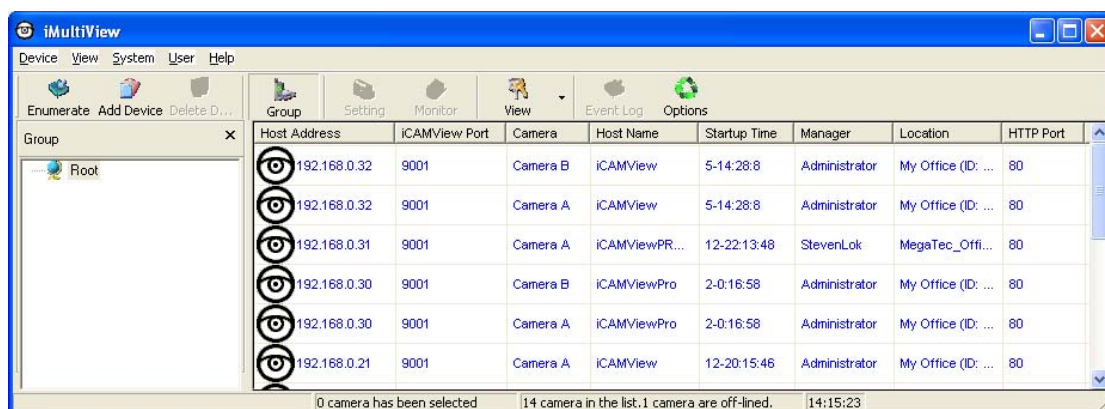 iMultiView
Device View System User Help
Enumerate Add Device Delete D... Group Setting Monitor View Event Log Options
Group
Root
Host Address iCAMView Port Camera Host Name Startup Time Manager Location HTTP Port
192.168.0.32 9001 Camera B iCAMView 5-14:28:8 Administrator My Office (ID: ... 80
192.168.0.32 9001 Camera A iCAMView 5-14:28:8 Administrator My Office (ID: ... 80
192.168.0.31 9001 Camera A iCAMViewPR... 12-22:13:48 StevenLok MegaTec_Offi... 80
192.168.0.30 9001 Camera B iCAMViewPro 2-0:16:58 Administrator My Office (ID: ... 80
192.168.0.30 9001 Camera A iCAMViewPro 2-0:16:58 Administrator My Office (ID: ... 80
192.168.0.21 9001 Camera A iCAMView 12-20:15:46 Administrator My Office (ID: ... 80
0 camera has been selected 14 camera in the list.1 camera are off-lined. 14:15:23